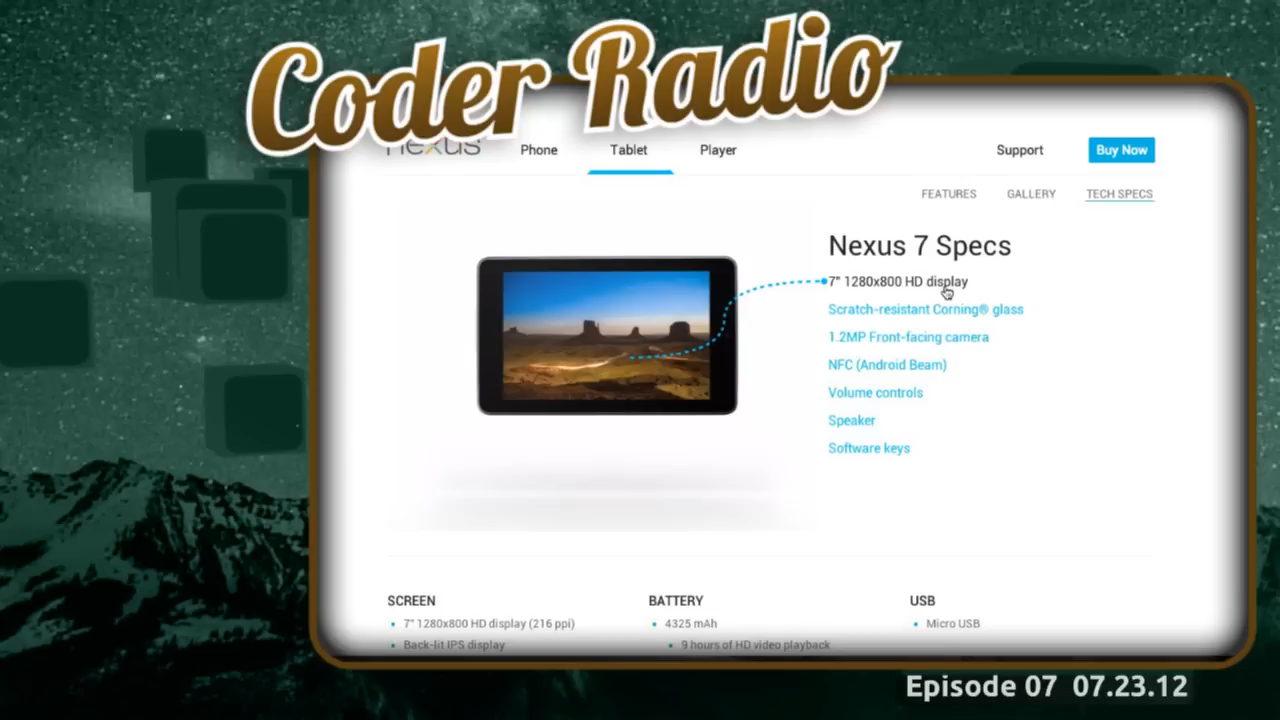 Coder Radio
nexus
Phone
Tablet
Player
Support
Buy Now
FEATURES
GALLERY
TECH SPECS
Nexus 7 Specs
7" 1280x800 HD display
Scratch-resistant Corning® glass
1.2MP Front-facing camera
NFC (Android Beam)
Volume controls
Speaker
Software keys
SCREEN
7" 1280x800 HD display (216 ppi)
Back-lit IPS display
BATTERY
4325 mAh
9 hours of HD video playback
USB
Micro USB
Episode 07 07.23.12